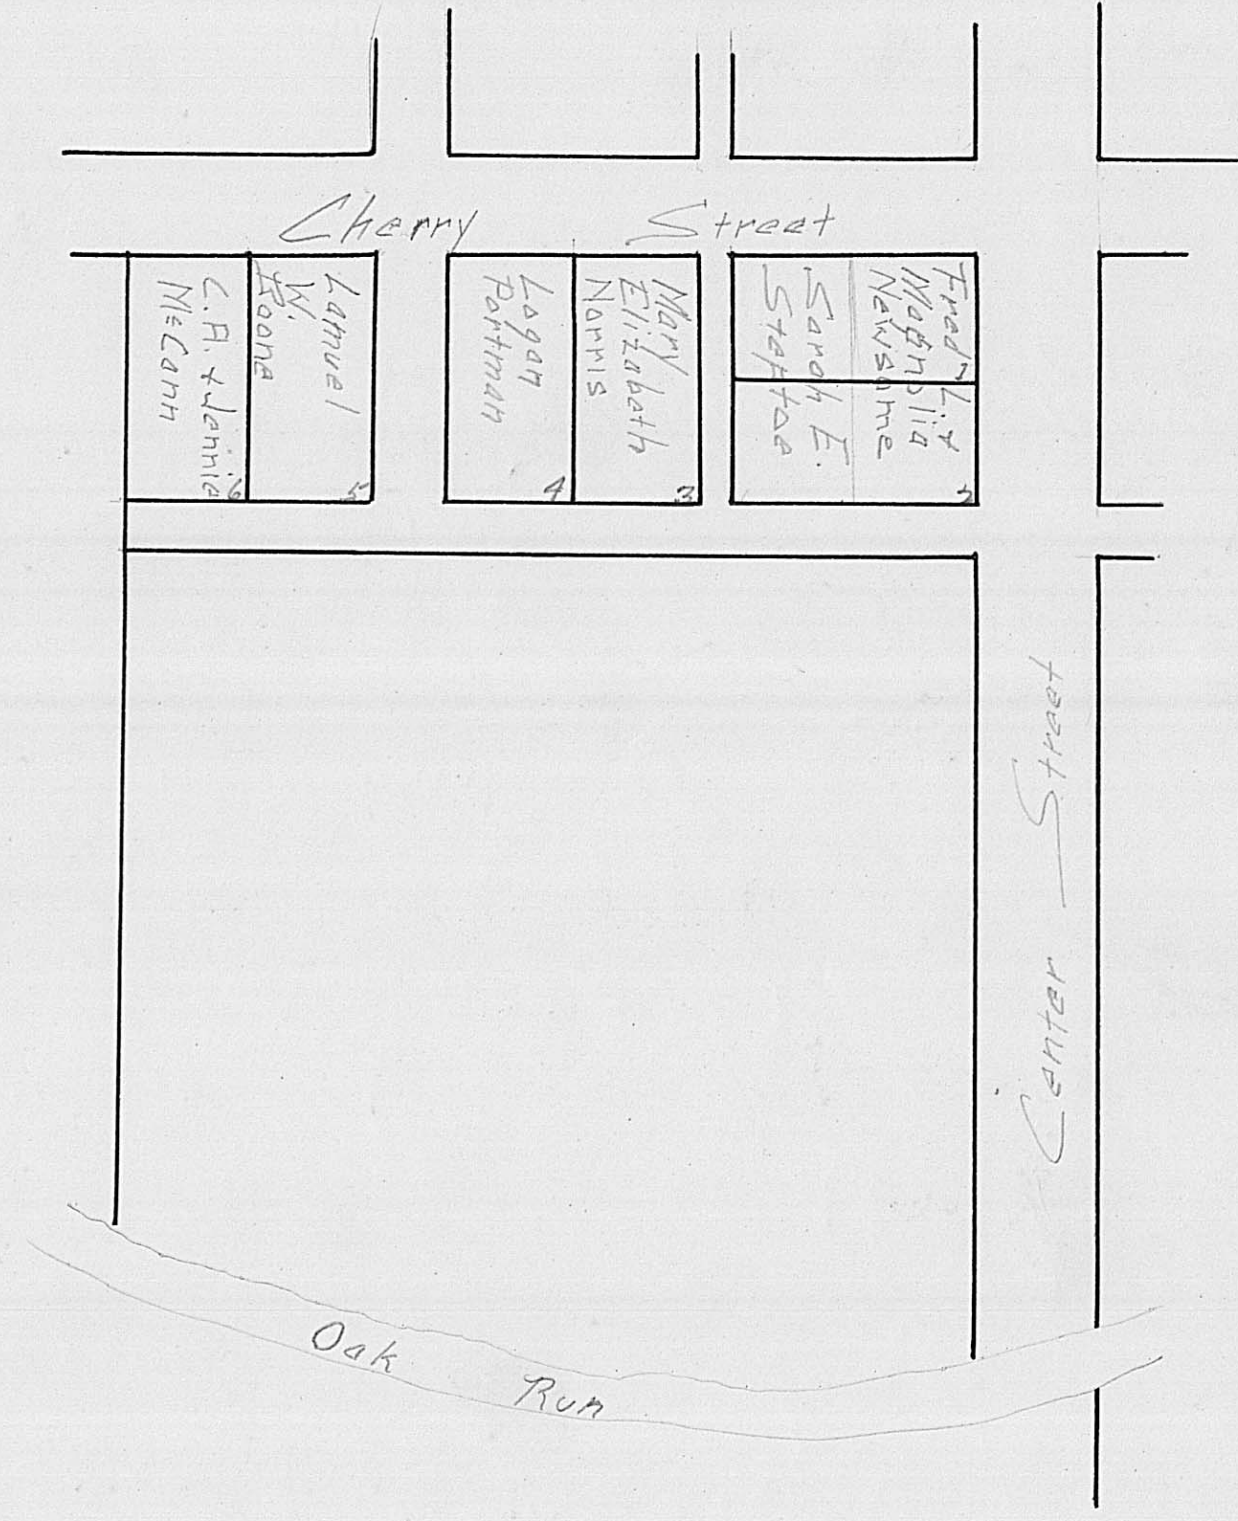 Cherry Street
C. A. + Jennie
McCann
6
Lamuel
W.
Boone
5
Logan
Portman
4
Mary
Elizabeth
Norris
3
Sarah E.
Steptoe
Fred L +
Magnolia
Newsome
1
2
Center Street
Oak Run